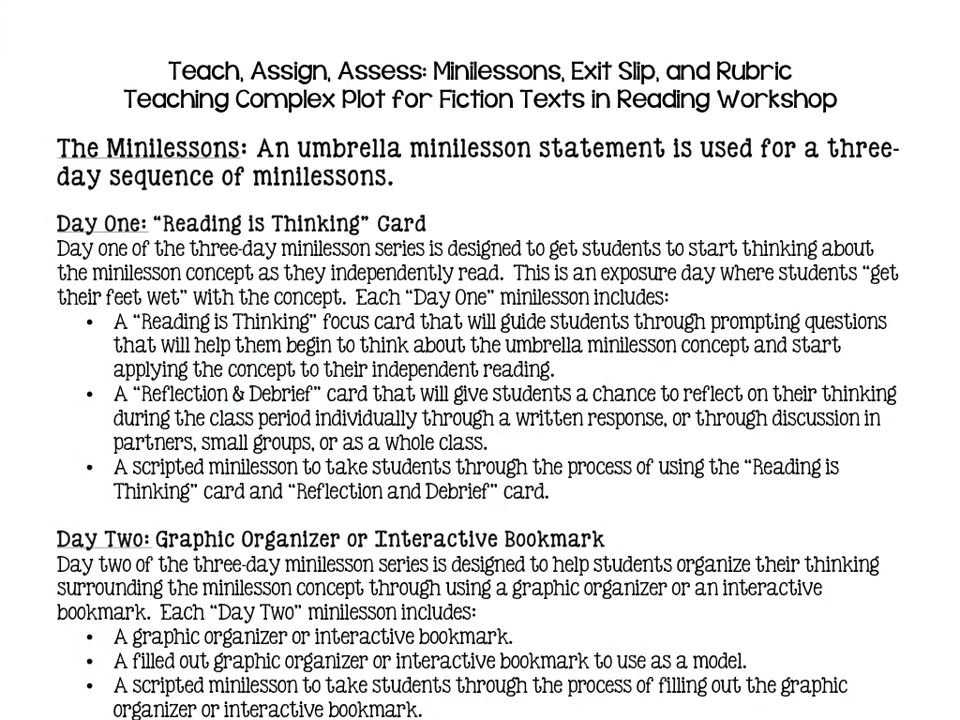 Teach, Assign, Assess: Minilessons, Exit Slip, and Rubric
Teaching Complex Plot for Fiction Texts in Reading Workshop
The Minilessons: An umbrella minilesson statement is used for a three-
day sequence of minilessons.
Day One: “Reading is Thinking” Card
Day one of the three-day minilesson series is designed to get students to start thinking about
the minilesson concept as they independently read. This is an exposure day where students “get
their feet wet” with the concept. Each “Day One” minilesson includes:
• A “Reading is Thinking” focus card that will guide students through prompting questions
that will help them begin to think about the umbrella minilesson concept and start
applying the concept to their independent reading.
• A “Reflection & Debrief” card that will give students a chance to reflect on their thinking
during the class period individually through a written response, or through discussion in
partners, small groups, or as a whole class.
• A scripted minilesson to take students through the process of using the “Reading is
Thinking” card and “Reflection and Debrief” card.
Day Two: Graphic Organizer or Interactive Bookmark
Day two of the three-day minilesson series is designed to help students organize their thinking
surrounding the minilesson concept through using a graphic organizer or an interactive
bookmark. Each “Day Two” minilesson includes:
• A graphic organizer or interactive bookmark.
• A filled out graphic organizer or interactive bookmark to use as a model.
• A scripted minilesson to take students through the process of filling out the graphic
organizer or interactive bookmark.